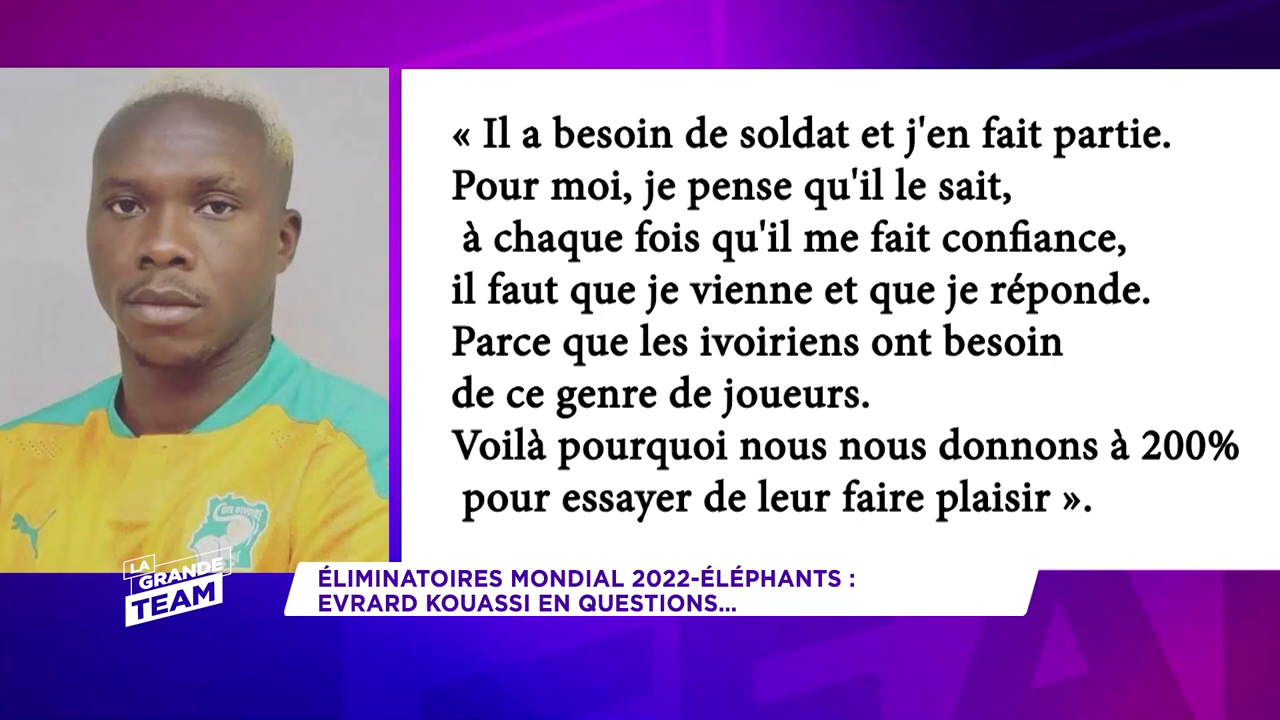 « Il a besoin de soldat et j'en fait partie.
Pour moi, je pense qu'il le sait,
à chaque fois qu'il me fait confiance,
il faut que je vienne et que je réponde.
Parce que les ivoiriens ont besoin
de ce genre de joueurs.
Voilà pourquoi nous nous donnons à 200%
pour essayer de leur faire plaisir ».
CÔTE D'IVOIRE
LA
GRANDE
TEAM
ÉLIMINATOIRES MONDIAL 2022-ÉLÉPHANTS :
EVRARD KOUASSI EN QUESTIONS...